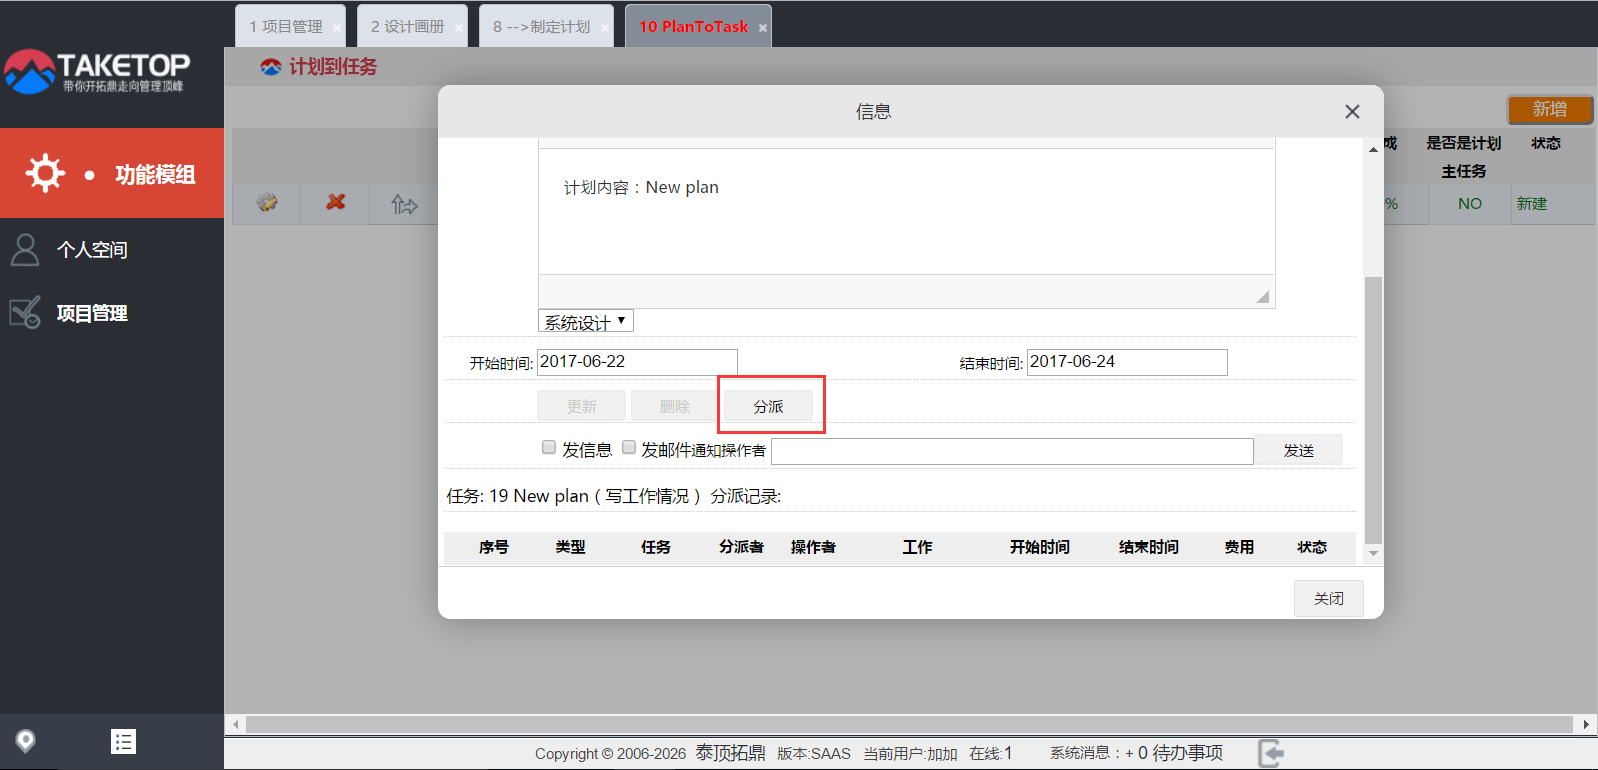 1 项目管理 ×
2 设计画册 ×
8 -->制定计划 ×
10 PlanToTask ×
TAKETOP
带你开拓鼎走向管理顶峰
计划到任务
新增
信息
成
是否是计划
主任务
状态
功能模组
计划内容：New plan
%
NO
新建
个人空间
项目管理
系统设计
开始时间: 2017-06-22
结束时间: 2017-06-24
更新
删除
分派
发信息
发邮件通知操作者
发送
任务: 19 New plan（写工作情况） 分派记录:
序号 类型 任务 分派者 操作者 工作 开始时间 结束时间 费用 状态
关闭
Copyright © 2006-2026 泰顶拓鼎 版本:SAAS 当前用户:加加 在线:1 系统消息：+ 0 待办事项